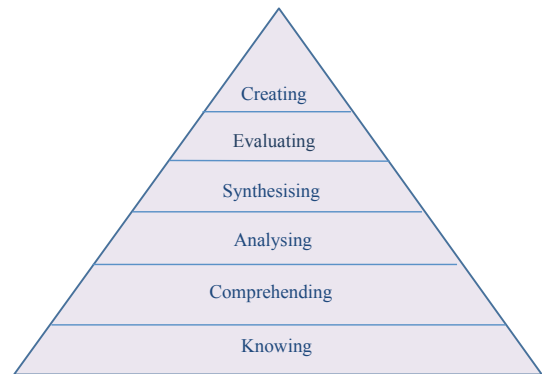 Creating
Evaluating
Synthesising
Analysing
Comprehending
Knowing